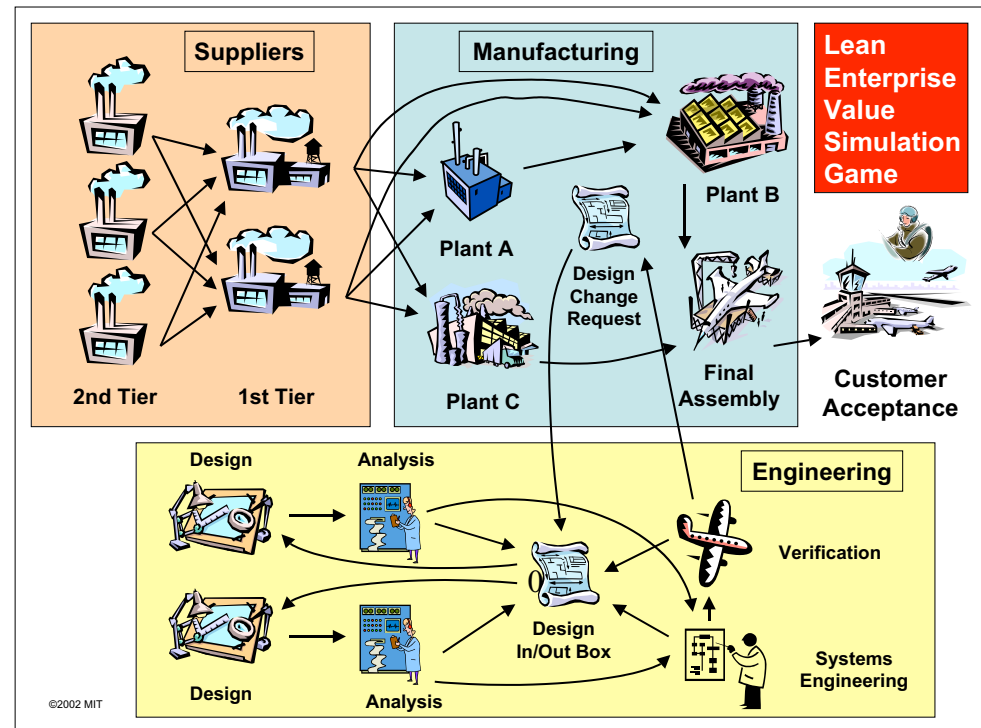 Suppliers
2nd Tier
1st Tier
Manufacturing
Plant A
Plant B
Plant C
Design
Change
Request
Final
Assembly
Lean
Enterprise
Value
Simulation
Game
Customer
Acceptance
Engineering
Design
Analysis
Design
Analysis
Design
In/Out Box
Verification
Systems
Engineering
©2002 MIT